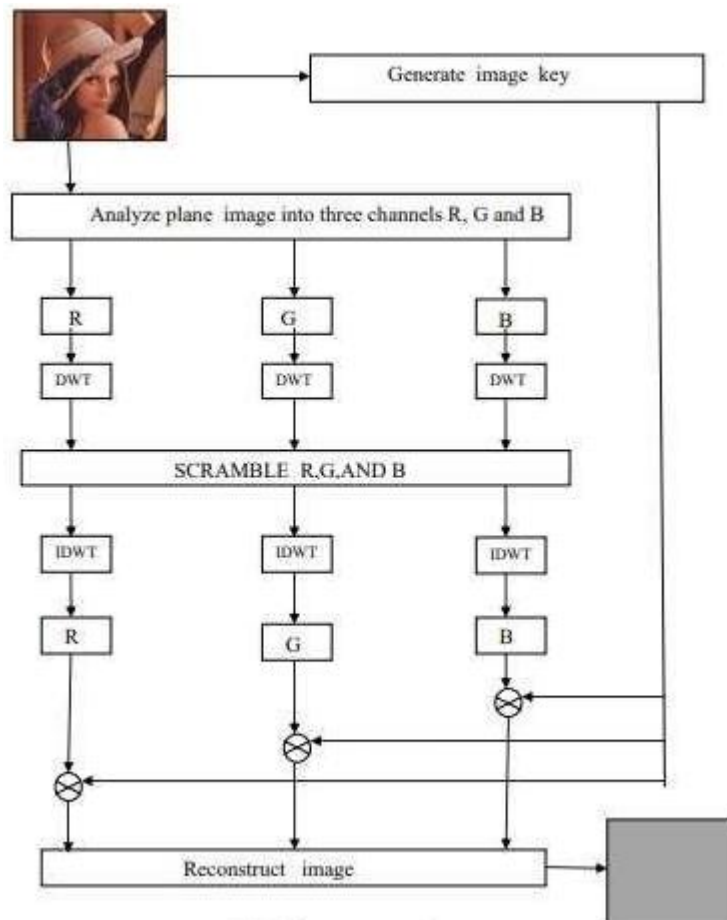 Generate image key
Analyze plane image into three channels R, G and B
R G B
DWT DWT DWT
SCRAMBLE R,G,AND B
IDWT IDWT IDWT
R G B
Reconstruct image